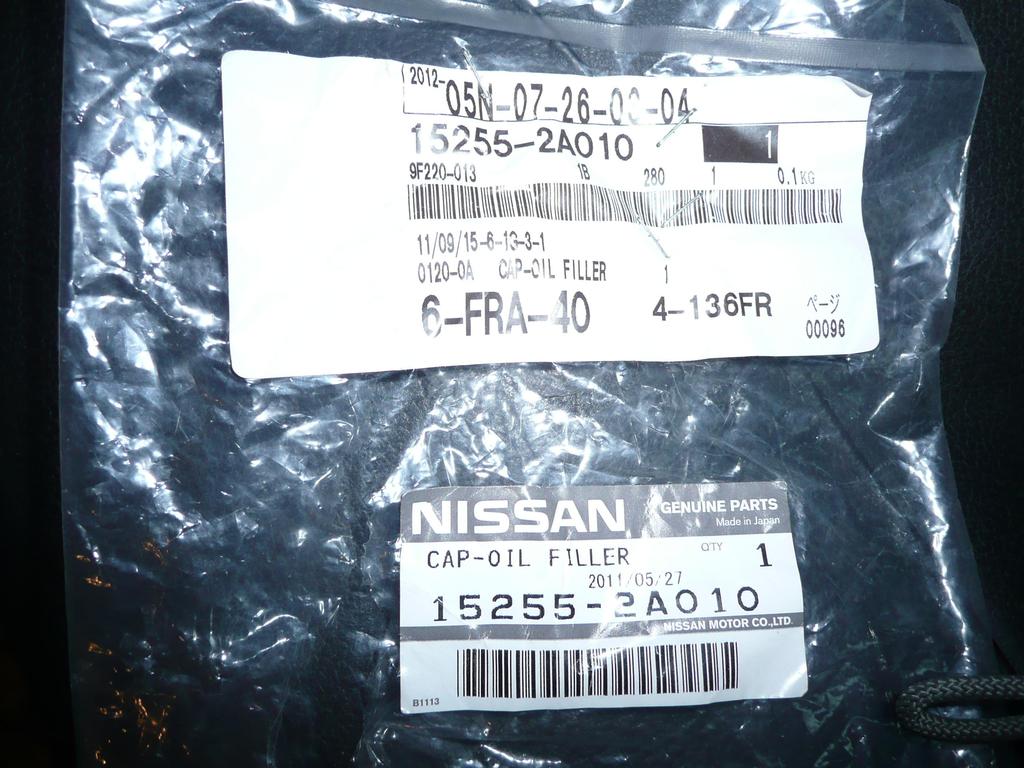 2012-05N-07-26-03-04
15255-2A010 1
9F220-013 1B 280 1 0.1KG
11/09/15-6-13-3-1
0120-0A CAP-OIL FILLER 1
6-FRA-40 4-136FR ページ
00096
NISSAN GENUINE PARTS
Made in Japan
CAP-OIL FILLER QTY 1
2011/05/27
15255-2A010
NISSAN MOTOR CO.,LTD.
B1113